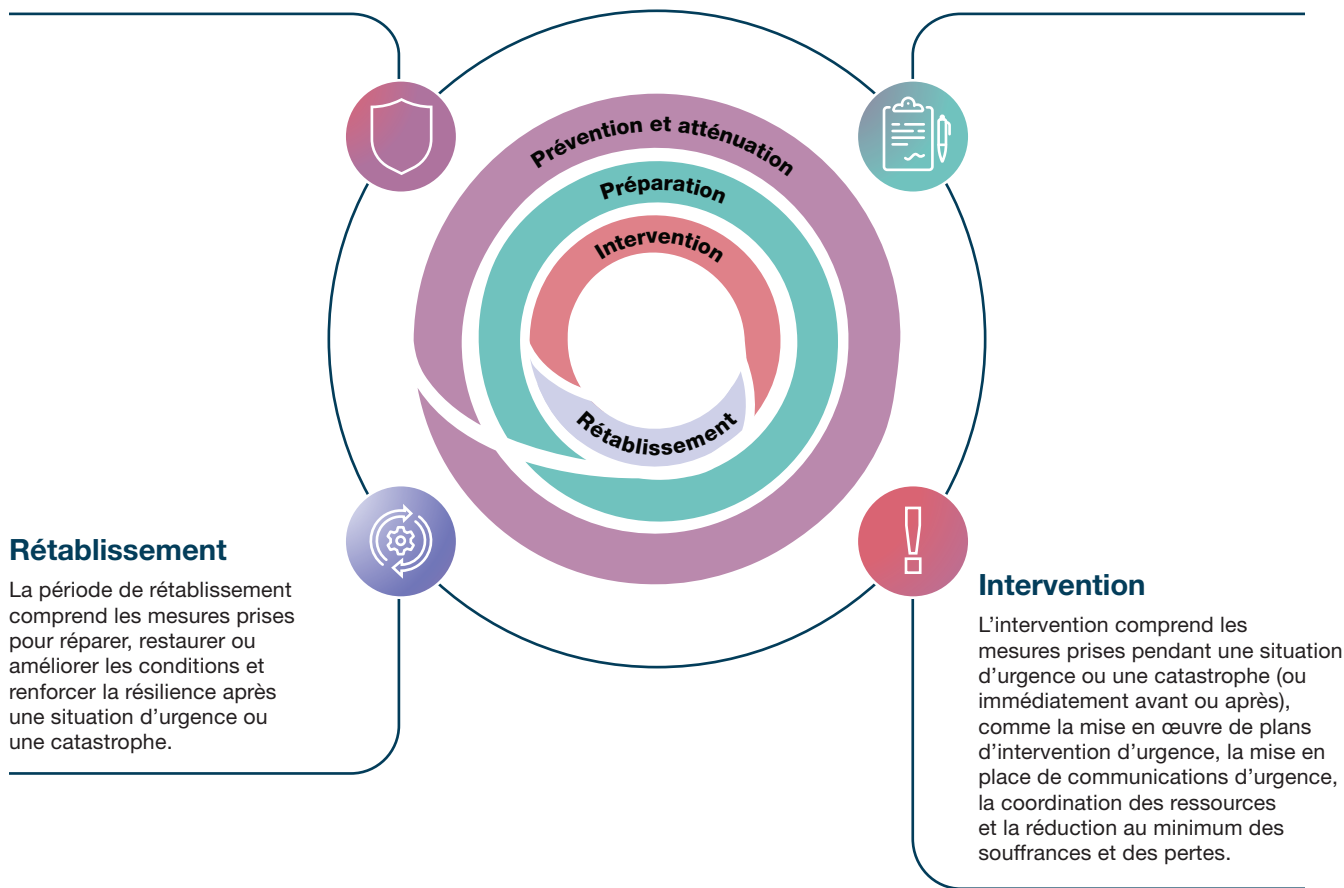 Prévention et atténuation
Préparation
Intervention
Rétablissement
Rétablissement
La période de rétablissement
comprend les mesures prises
pour réparer, restaurer ou
améliorer les conditions et
renforcer la résilience après
une situation d’urgence ou
une catastrophe.
Intervention
L’intervention comprend les
mesures prises pendant une situation
d’urgence ou une catastrophe (ou
immédiatement avant ou après),
comme la mise en œuvre de plans
d’intervention d’urgence, la mise en
place de communications d’urgence,
la coordination des ressources
et la réduction au minimum des
souffrances et des pertes.